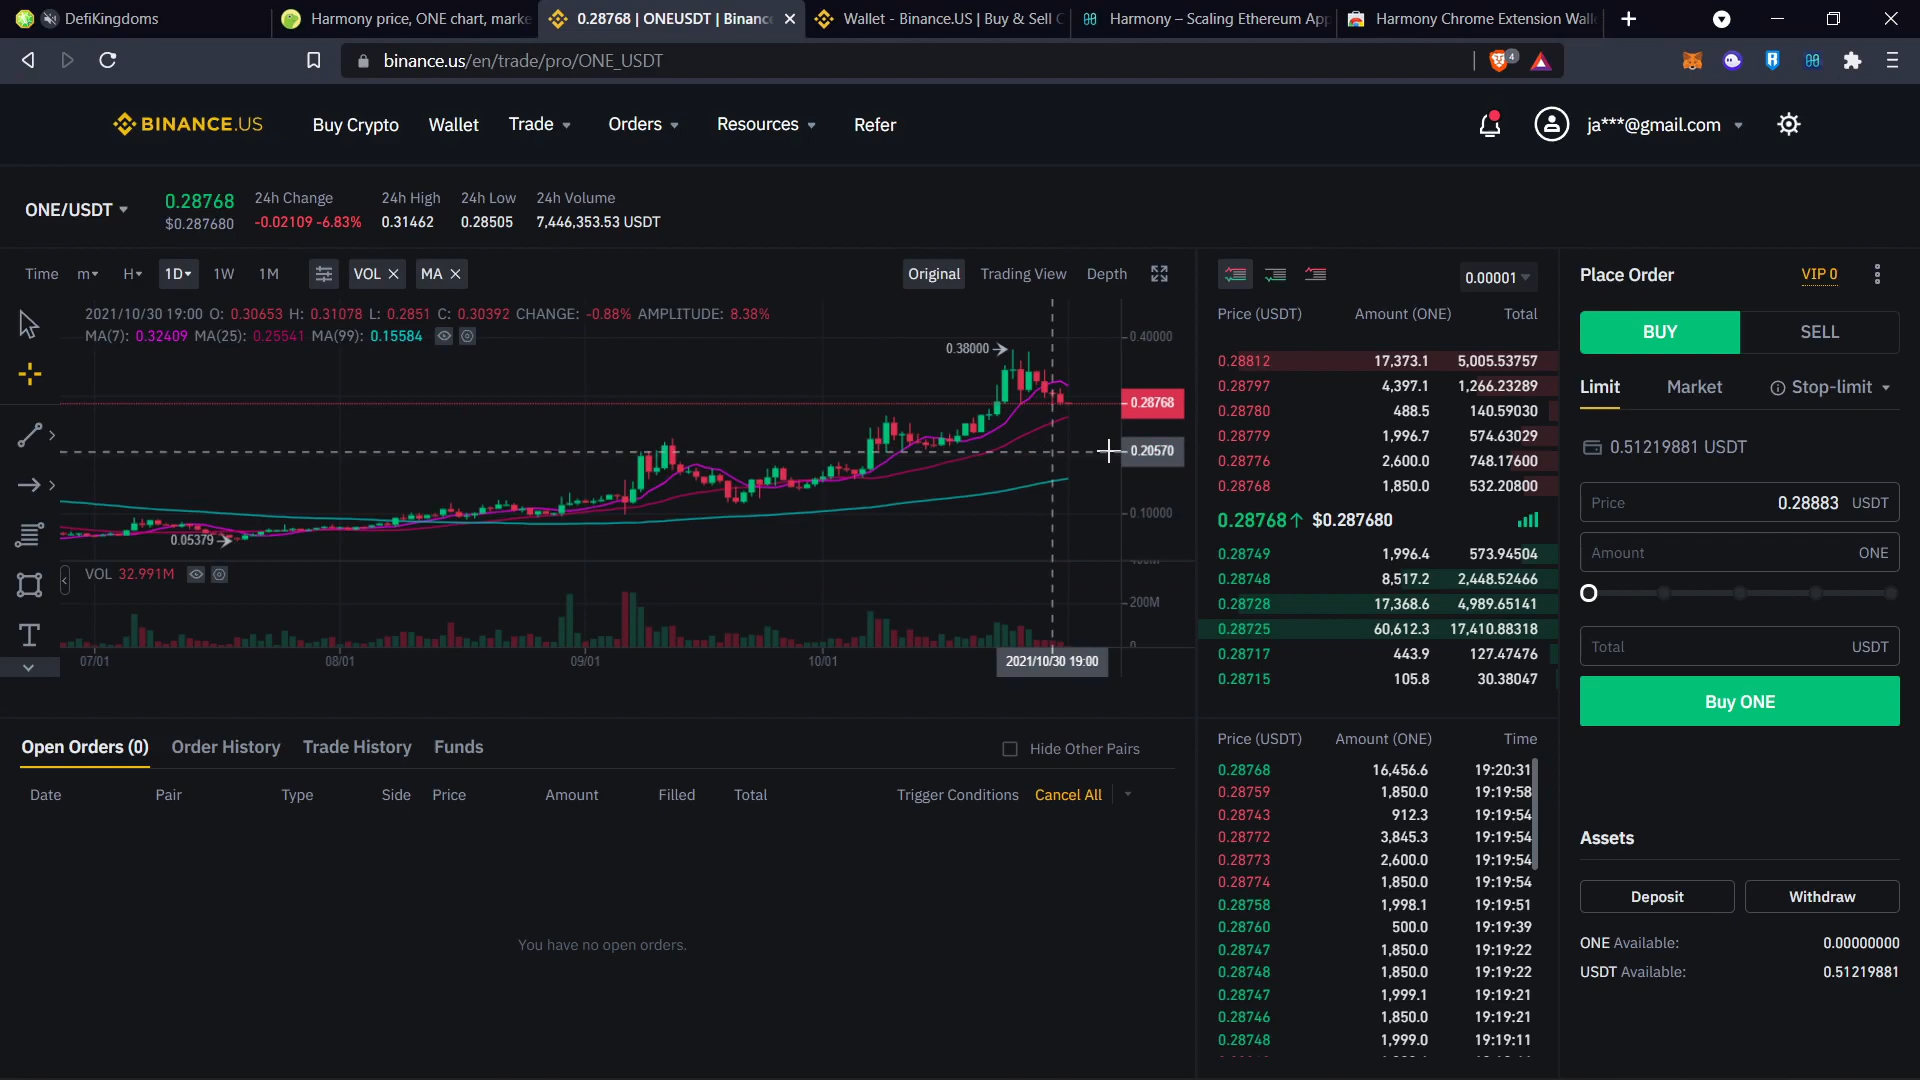 DefiKingdoms
Harmony price, ONE chart, marke
0.28768 | ONEUSDT | Binanc
Wallet - Binance.US | Buy & Sell C
Harmony – Scaling Ethereum App
Harmony Chrome Extension Wall
binance.us/en/trade/pro/ONE_USDT
4
BINANCE.US
Buy Crypto
Wallet
Trade
Orders
Resources
Refer
ja***@gmail.com
ONE/USDT
0.28768
$0.287680
24h Change
-0.02109 -6.83%
24h High
0.31462
24h Low
0.28505
24h Volume
7,446,353.53 USDT
Time
m
H
1D
1W
1M
VOL
MA
Original
Trading View
Depth
2021/10/30 19:00 O: 0.30653 H: 0.31078 L: 0.2851 C: 0.30392 CHANGE: -0.88% AMPLITUDE: 8.38%
MA(7): 0.32409 MA(25): 0.25541 MA(99): 0.15584
0.38000
0.40000
0.28768
0.20570
0.10000
0.05379
VOL 32.991M
200M
0
07/01
08/01
09/01
10/01
2021/10/30 19:00
0.00001
Price (USDT) Amount (ONE) Total
0.28812 17,373.1 5,005.53757
0.28797 4,397.1 1,266.23289
0.28780 488.5 140.59030
0.28779 1,996.7 574.63029
0.28776 2,600.0 748.17600
0.28768 1,850.0 532.20800
0.28768 $0.287680
0.28749 1,996.4 573.94504
0.28748 8,517.2 2,448.52466
0.28728 17,368.6 4,989.65141
0.28725 60,612.3 17,410.88318
0.28717 443.9 127.47476
0.28715 105.8 30.38047
Price (USDT) Amount (ONE) Time
0.28768 16,456.6 19:20:31
0.28759 1,850.0 19:19:58
0.28743 912.3 19:19:54
0.28772 3,845.3 19:19:54
0.28773 2,600.0 19:19:54
0.28774 1,850.0 19:19:54
0.28758 1,998.1 19:19:51
0.28760 500.0 19:19:39
0.28747 1,850.0 19:19:22
0.28748 1,850.0 19:19:22
0.28747 1,999.1 19:19:21
0.28746 1,850.0 19:19:21
0.28748 1,999.0 19:19:11
Place Order
VIP 0
BUY
SELL
Limit
Market
Stop-limit
0.51219881 USDT
Price 0.28883 USDT
Amount ONE
Total USDT
Buy ONE
Assets
Deposit
Withdraw
ONE Available: 0.00000000
USDT Available: 0.51219881
Open Orders (0)
Order History
Trade History
Funds
Hide Other Pairs
Date
Pair
Type
Side
Price
Amount
Filled
Total
Trigger Conditions
Cancel All
You have no open orders.